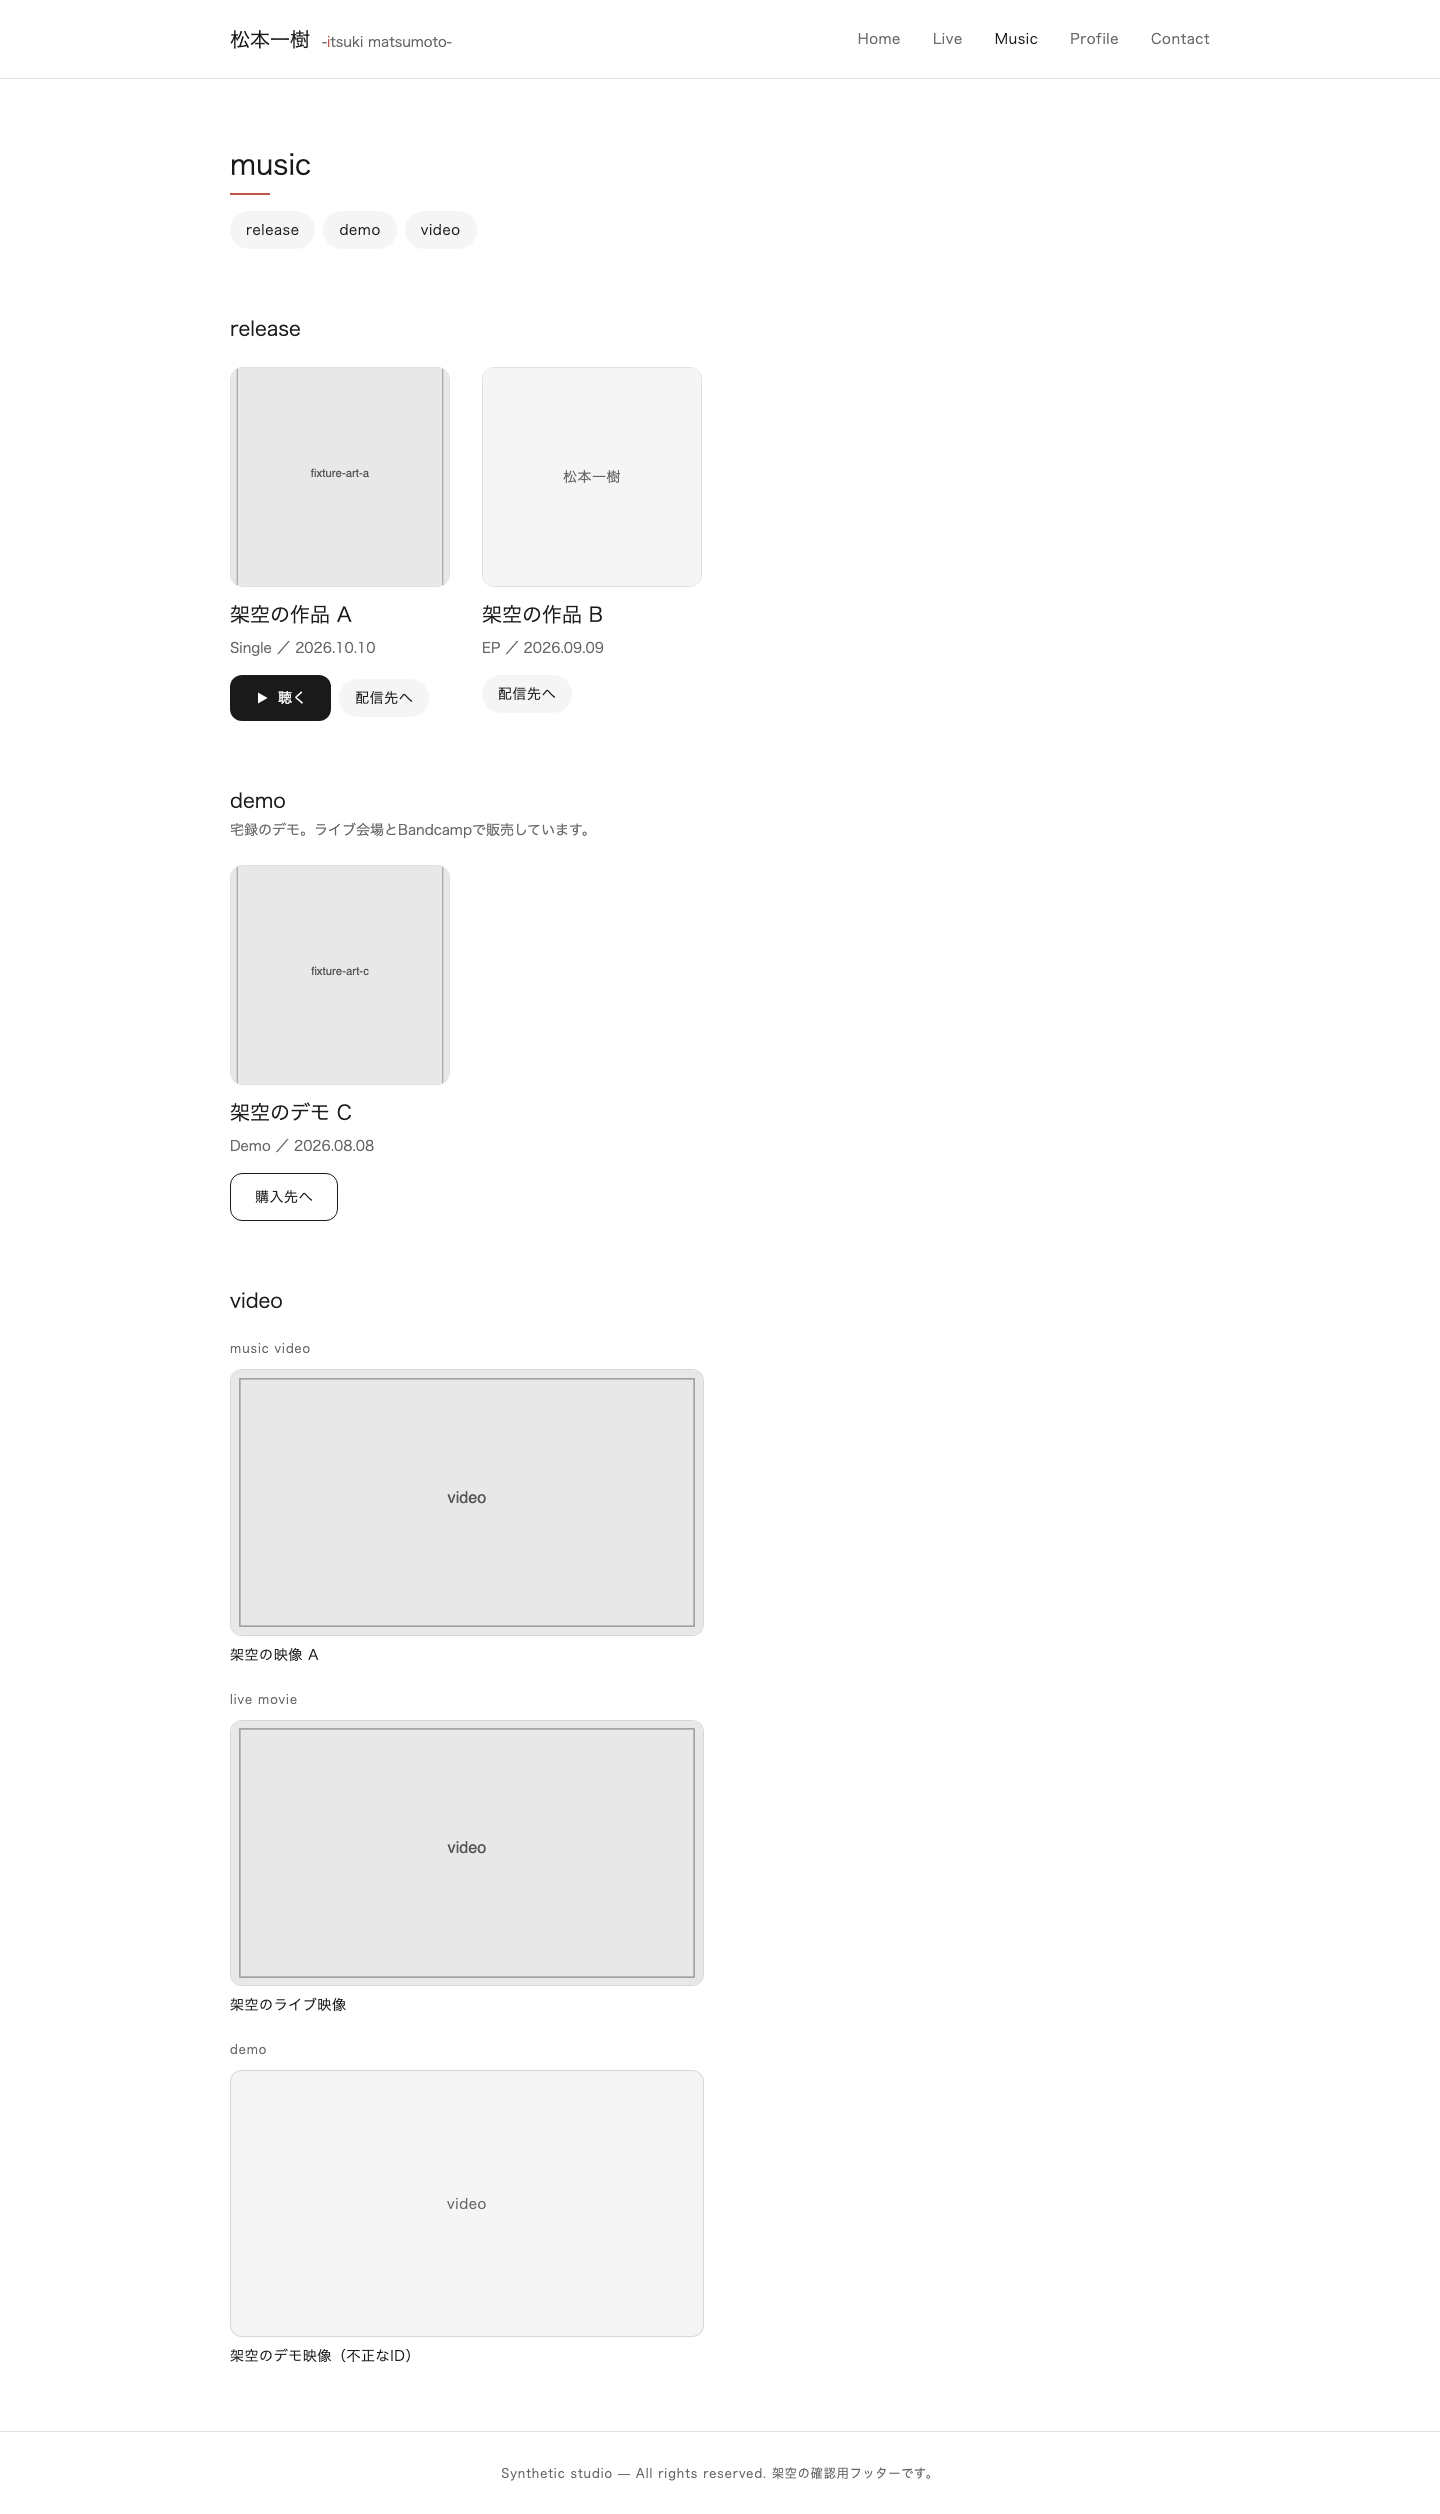 松本一樹 -itsuki matsumoto-
Home Live Music Profile Contact
music
release demo video
release
fixture-art-a
松本一樹
架空の作品 A
Single ／ 2026.10.10
▶ 聴く 配信先へ
架空の作品 B
EP ／ 2026.09.09
配信先へ
demo
宅録のデモ。ライブ会場とBandcampで販売しています。
fixture-art-c
架空のデモ C
Demo ／ 2026.08.08
購入先へ
video
music video
video
架空の映像 A
live movie
video
架空のライブ映像
demo
video
架空のデモ映像（不正なID）
Synthetic studio — All rights reserved. 架空の確認用フッターです。